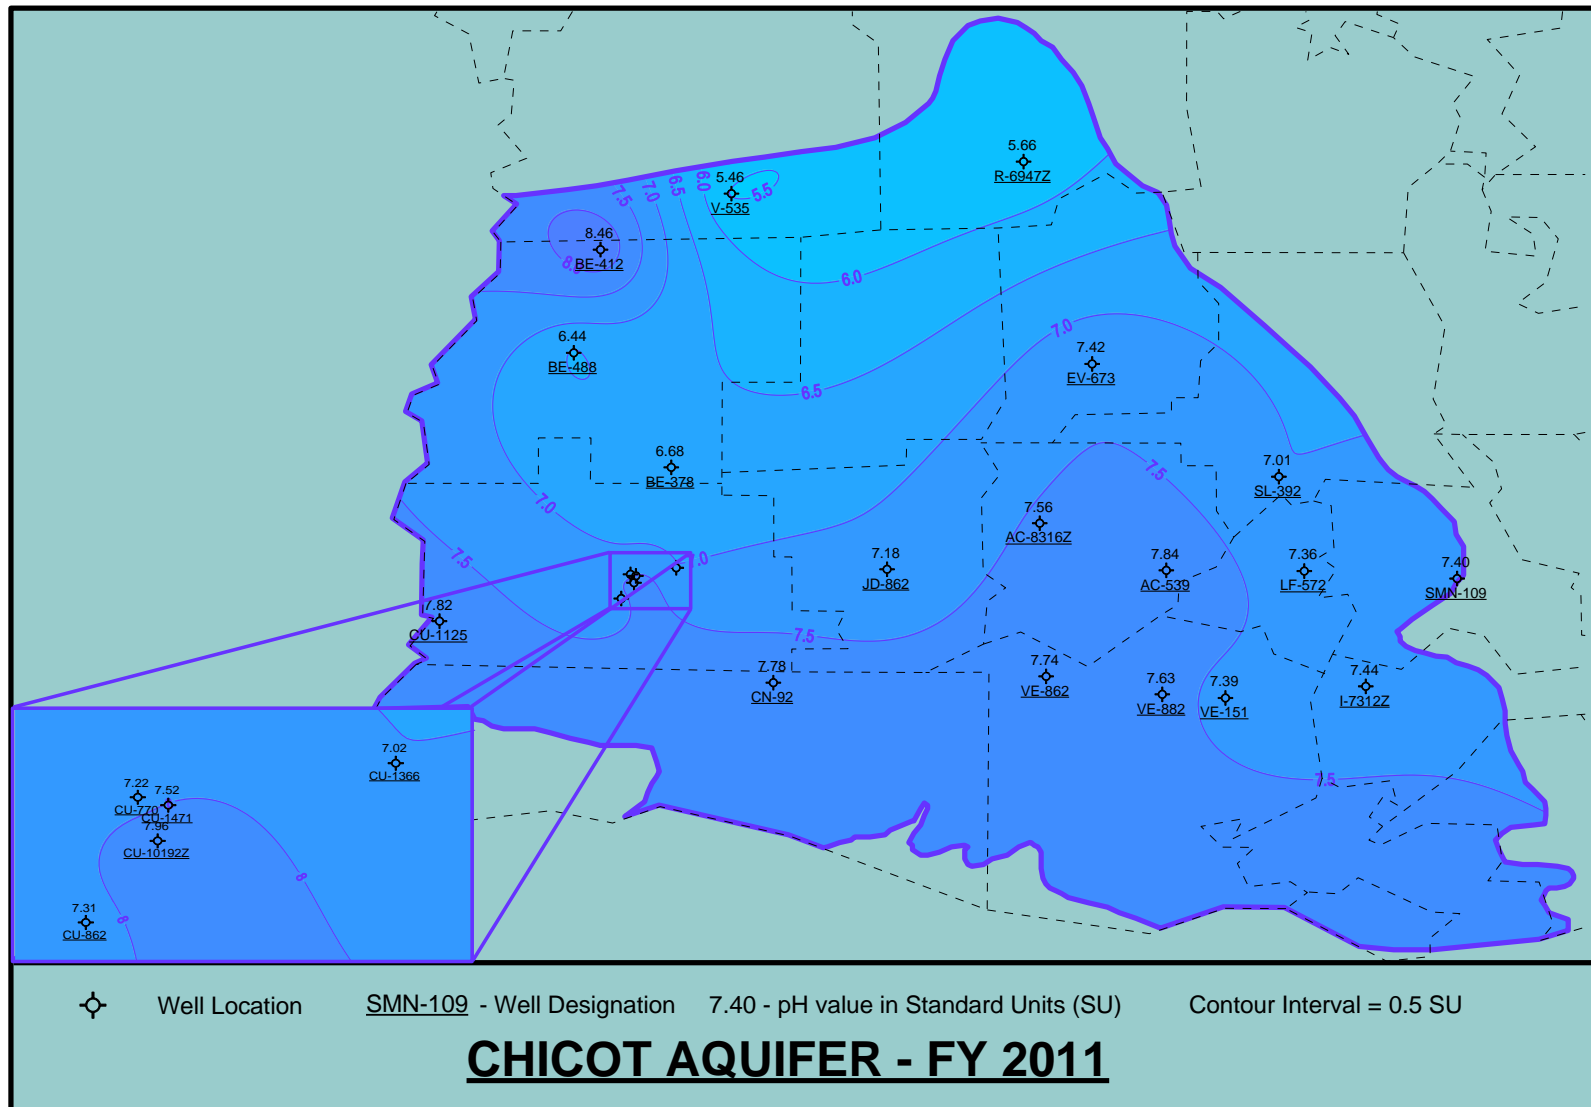 5.66
R-6947Z
5.46
V-535
5.5
6.0
6.5
7.0
7.5
8.46
BE-412
8.0
6.0
7.0
6.44
BE-488
7.42
EV-673
6.5
6.68
BE-378
7.5
7.01
SL-392
7.0
7.56
AC-8316Z
7.5
7.0
7.18
JD-862
7.84
AC-539
7.36
LF-572
7.40
SMN-109
7.82
CU-1125
7.5
7.78
CN-92
7.74
VE-862
7.63
VE-882
7.39
VE-151
7.44
I-7312Z
7.5
7.02
CU-1366
7.22
CU-770
7.52
CU-1471
7.96
CU-10192Z
8
8
7.31
CU-862
Well Location
SMN-109 - Well Designation
7.40 - pH value in Standard Units (SU)
Contour Interval = 0.5 SU
CHICOT AQUIFER - FY 2011